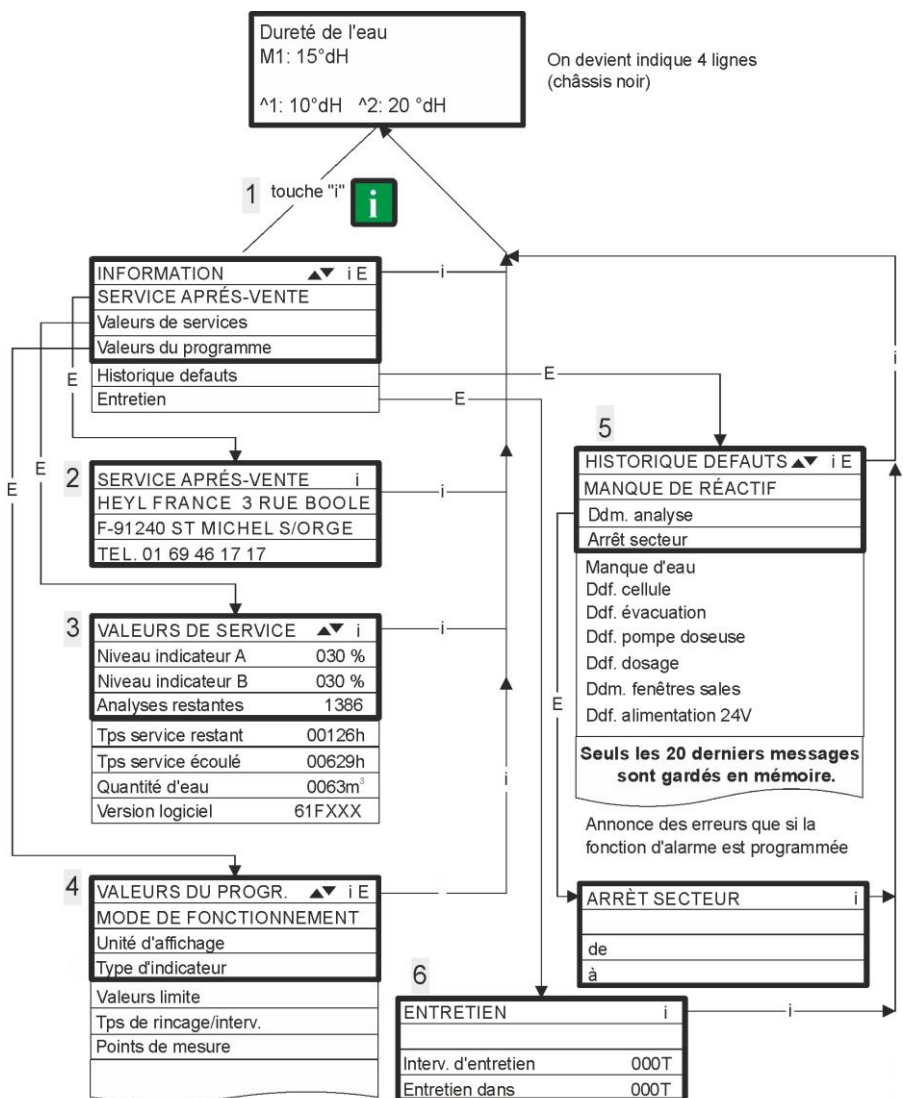 Dureté de l'eau
M1: 15°dH
^1: 10°dH ^2: 20 °dH
On devient indique 4 lignes
(châssis noir)
1 touche "i" i
INFORMATION ▲▼ i E
SERVICE APRÉS-VENTE
Valeurs de services
Valeurs du programme
Historique defauts
Entretien
i
E
E
E
E
E
i
2
SERVICE APRÉS-VENTE i
HEYL FRANCE 3 RUE BOOLE
F-91240 ST MICHEL S/ORGE
TEL. 01 69 46 17 17
i
3
VALEURS DE SERVICE ▲▼ i
Niveau indicateur A 030 %
Niveau indicateur B 030 %
Analyses restantes 1386
Tps service restant 00126h
Tps service écoulé 00629h
Quantité d'eau 0063m³
Version logiciel 61FXXX
i
i
4
VALEURS DU PROGR. ▲▼ i E
MODE DE FONCTIONNEMENT
Unité d'affichage
Type d'indicateur
Valeurs limite
Tps de rincage/interv.
Points de mesure
5
HISTORIQUE DEFAUTS ▲▼ i E
MANQUE DE RÉACTIF
Ddm. analyse
Arrêt secteur
Manque d'eau
Ddf. cellule
Ddf. évacuation
Ddf. pompe doseuse
Ddf. dosage
Ddm. fenêtres sales
Ddf. alimentation 24V
E
Seuls les 20 derniers messages
sont gardés en mémoire.
Annonce des erreurs que si la
fonction d'alarme est programmée
ARRÈT SECTEUR i
de
à
6
ENTRETIEN i
Interv. d'entretien 000T
Entretien dans 000T
i